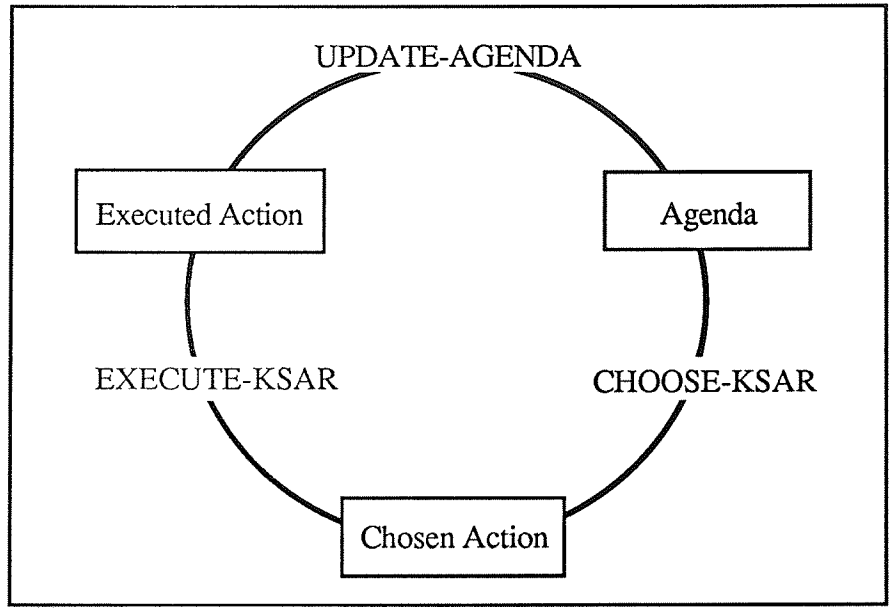 UPDATE-AGENDA
Executed Action
Agenda
EXECUTE-KSAR
CHOOSE-KSAR
Chosen Action